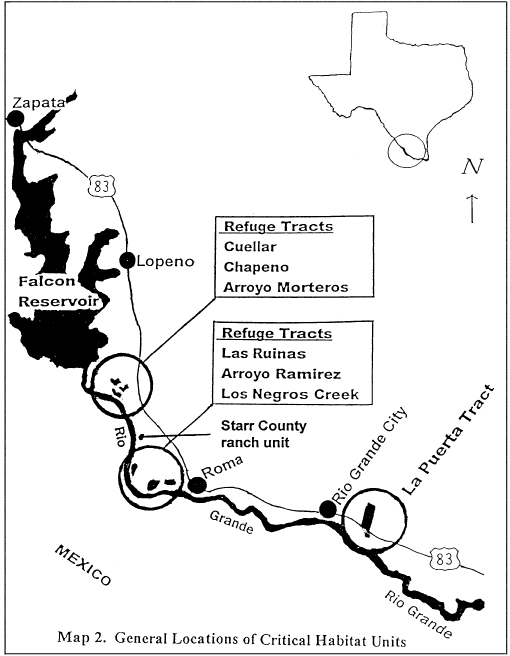 Zapata
N
83
Refuge Tracts
Cuellar
Chapeno
Arroyo Morteros
Lopeno
Falcon
Reservoir
Refuge Tracts
Las Ruinas
Arroyo Ramirez
Los Negros Creek
Rio
Starr County
ranch unit
Roma
Rio Grande City
La Puerta Tract
Grande
MEXICO
83
Rio Grande
Map 2. General Locations of Critical Habitat Units